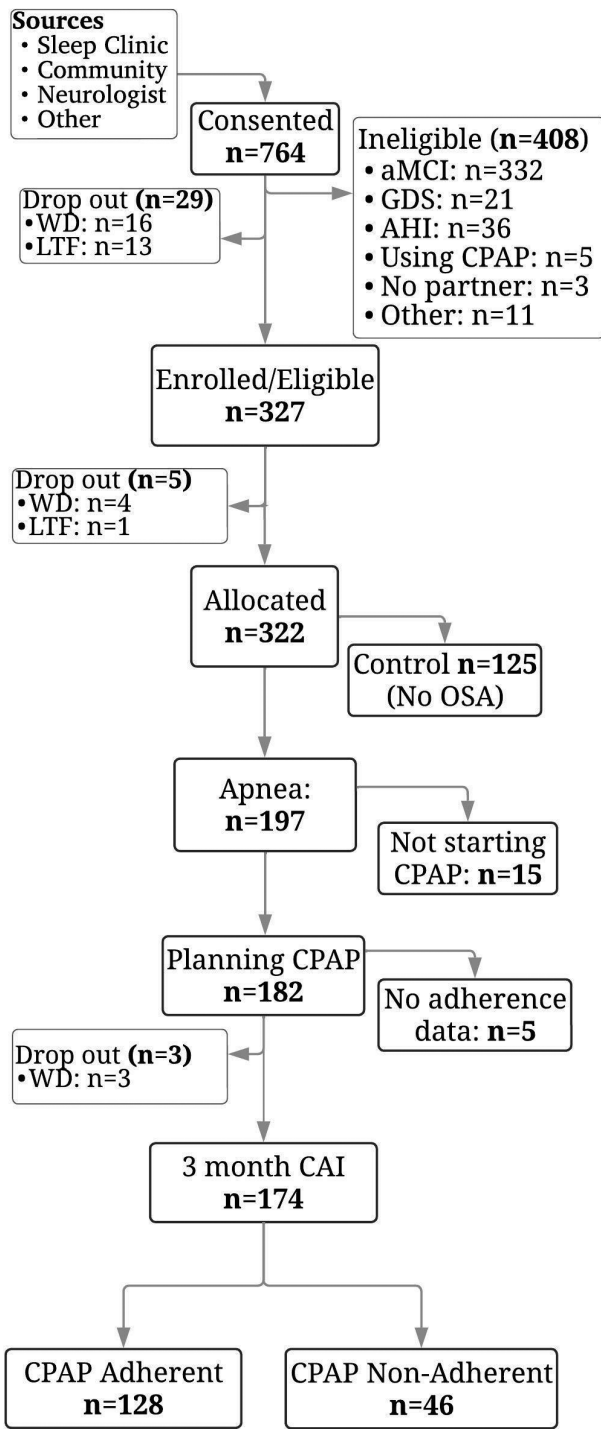 Sources
• Sleep Clinic
• Community
• Neurologist
• Other
Consented
n=764
Ineligible (n=408)
• aMCI: n=332
• GDS: n=21
• AHI: n=36
• Using CPAP: n=5
• No partner: n=3
• Other: n=11
Drop out (n=29)
•WD: n=16
•LTF: n=13
Enrolled/Eligible
n=327
Drop out (n=5)
•WD: n=4
•LTF: n=1
Allocated
n=322
Control n=125
(No OSA)
Apnea:
n=197
Not starting
CPAP: n=15
Planning CPAP
n=182
No adherence
data: n=5
Drop out (n=3)
•WD: n=3
3 month CAI
n=174
CPAP Adherent
n=128
CPAP Non-Adherent
n=46